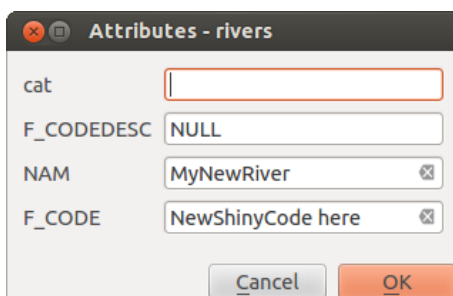 Attributes - rivers
cat
F_CODEDESC NULL
NAM MyNewRiver
F_CODE NewShinyCode here
Cancel OK